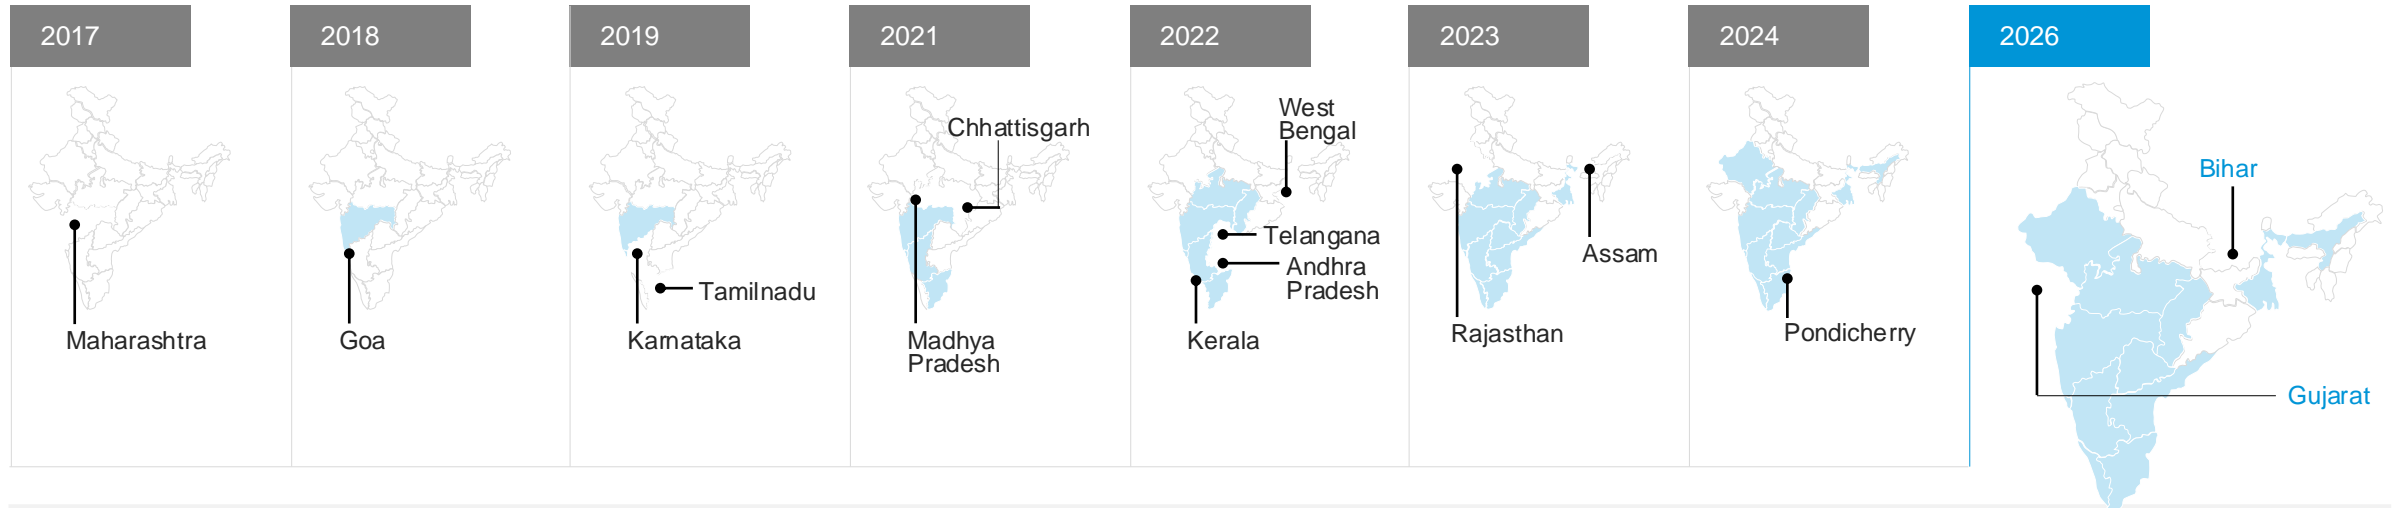 2017
Maharashtra
2018
Goa
2019
Tamilnadu
Karnataka
2021
Chhattisgarh
Madhya
Pradesh
2022
West
Bengal
Telangana
Andhra
Pradesh
Kerala
2023
Assam
Rajasthan
2024
Pondicherry
2026
Bihar
Gujarat